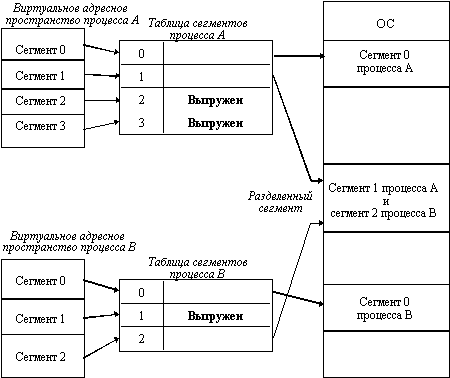 Виртуальное адресное
пространство процесса А
Сегмент 0
Сегмент 1
Сегмент 2
Сегмент 3
Таблица сегментов
процесса А
0
1
2 Выгружен
3 Выгружен
ОС
Сегмент 0
процесса А
Сегмент 1 процесса А
и
сегмент 2 процесса В
Сегмент 0
процесса В
Разделенный
сегмент
Виртуальное адресное
пространство процесса В
Сегмент 0
Сегмент 1
Сегмент 2
Таблица сегментов
процесса В
0
1 Выгружен
2